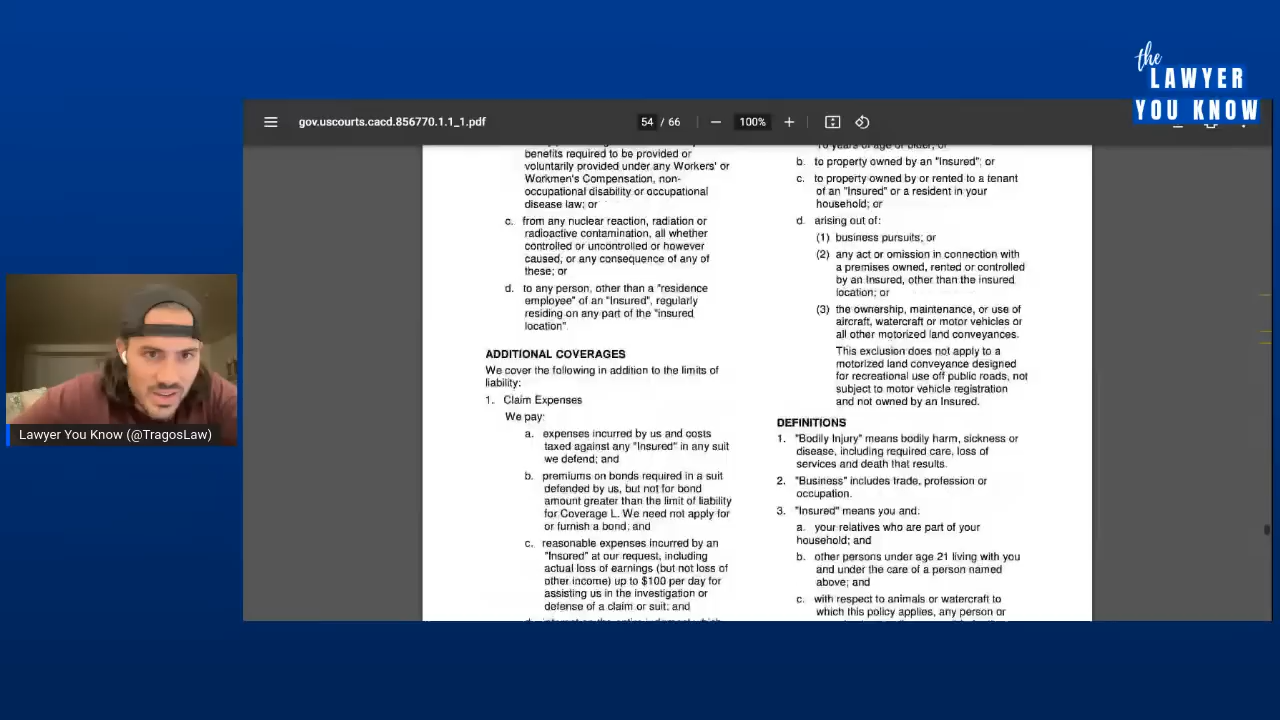 the
LAWYER
YOU KNOW
gov.uscourts.cacd.856770.1.1_1.pdf
54 / 66
100%
benefits required to be provided or
voluntarily provided under any Workers' or
Workmen's Compensation, non-
occupational disability or occupational
disease law; or
c. from any nuclear reaction, radiation or
radioactive contamination, all whether
controlled or uncontrolled or however
caused, or any consequence of any of
these; or
d. to any person, other than a "residence
employee" of an "Insured", regularly
residing on any part of the "insured
location".
ADDITIONAL COVERAGES
We cover the following in addition to the limits of
liability:
1. Claim Expenses
We pay:
a. expenses incurred by us and costs
taxed against any "Insured" in any suit
we defend; and
b. premiums on bonds required in a suit
defended by us, but not for bond
amount greater than the limit of liability
for Coverage L. We need not apply for
or furnish a bond; and
c. reasonable expenses incurred by an
"Insured" at our request, including
actual loss of earnings (but not loss of
other income) up to $100 per day for
assisting us in the investigation or
defense of a claim or suit; and
d. interest on the entire judgment which
10 years of age or older; or
b. to property owned by an "Insured"; or
c. to property owned by or rented to a tenant
of an "Insured" or a resident in your
household; or
d. arising out of:
(1) business pursuits; or
(2) any act or omission in connection with
a premises owned, rented or controlled
by an Insured, other than the insured
location; or
(3) the ownership, maintenance, or use of
aircraft, watercraft or motor vehicles or
all other motorized land conveyances.
This exclusion does not apply to a
motorized land conveyance designed
for recreational use off public roads, not
subject to motor vehicle registration
and not owned by an Insured.
DEFINITIONS
1. "Bodily Injury" means bodily harm, sickness or
disease, including required care, loss of
services and death that results.
2. "Business" includes trade, profession or
occupation.
3. "Insured" means you and:
a. your relatives who are part of your
household; and
b. other persons under age 21 living with you
and under the care of a person named
above; and
c. with respect to animals or watercraft to
which this policy applies, any person or
Lawyer You Know (@TragosLaw)